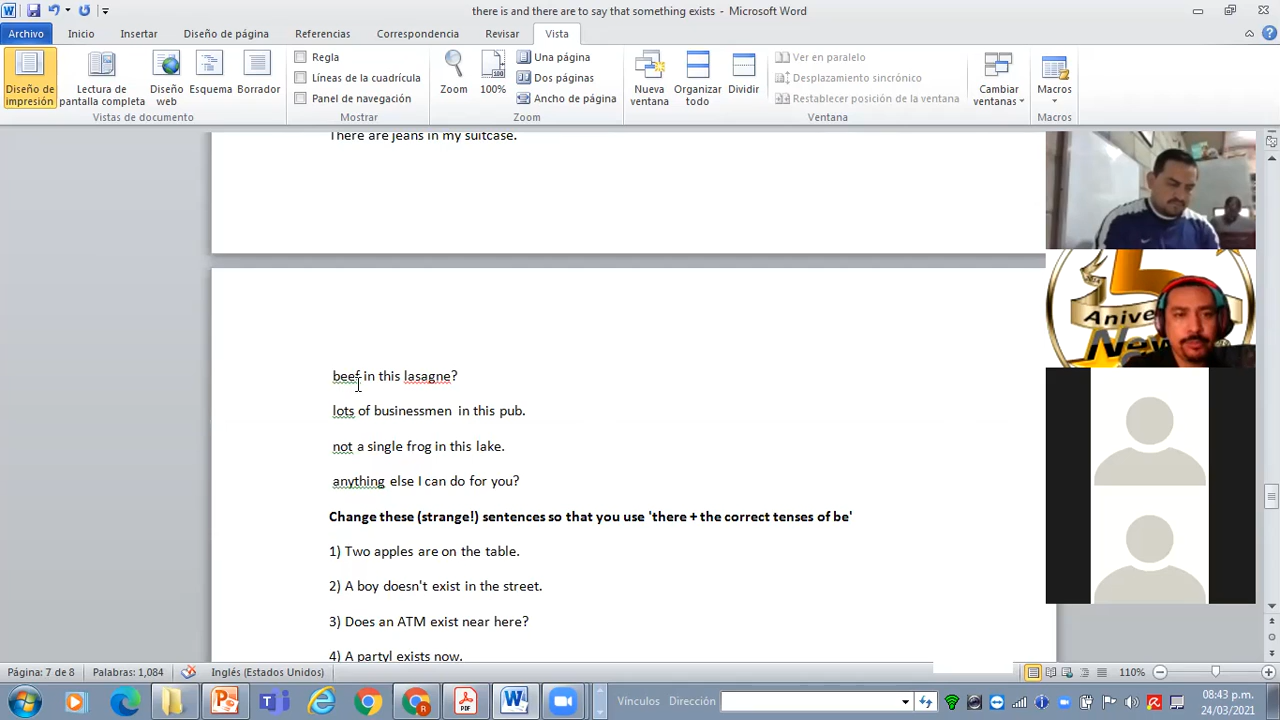 there is and there are to say that something exists - Microsoft Word
Archivo Inicio Insertar Diseño de página Referencias Correspondencia Revisar Vista
Diseño de impresión
Lectura de pantalla completa
Diseño web
Esquema
Borrador
Vistas de documento
Regla
Líneas de la cuadrícula
Panel de navegación
Mostrar
Zoom
100%
Una página
Dos páginas
Ancho de página
Zoom
Nueva ventana
Organizar todo
Dividir
Ver en paralelo
Desplazamiento sincrónico
Restablecer posición de la ventana
Cambiar ventanas
Ventana
Macros
Macros
There are jeans in my suitcase.
beef in this lasagne?
lots of businessmen in this pub.
not a single frog in this lake.
anything else I can do for you?
Change these (strange!) sentences so that you use 'there + the correct tenses of be'
1) Two apples are on the table.
2) A boy doesn't exist in the street.
3) Does an ATM exist near here?
4) A partyl exists now.
5
Aniver
New
Página: 7 de 8 Palabras: 1,084 Inglés (Estados Unidos) 110%
Vínculos Dirección
08:43 p.m.
24/03/2021